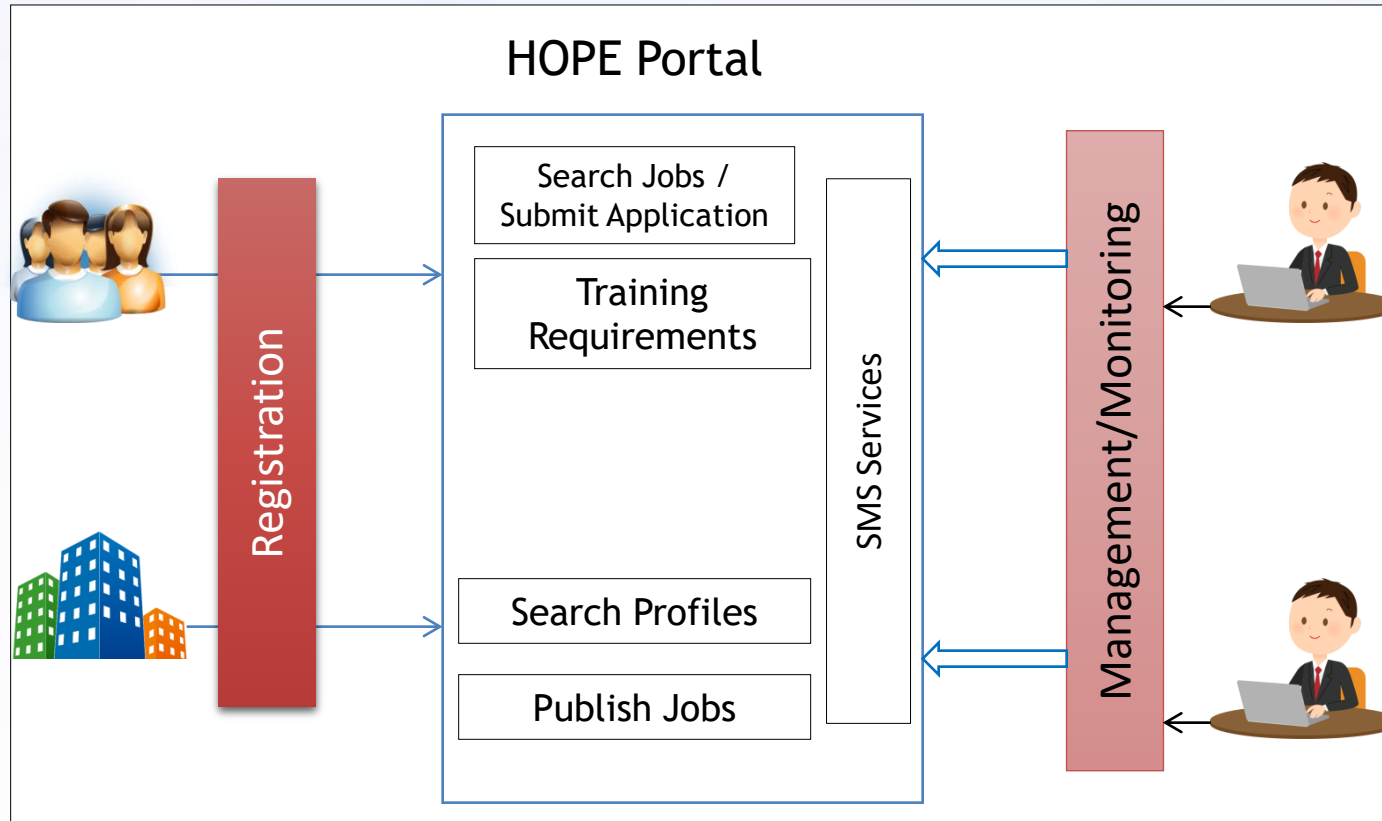 HOPE Portal
Registration
Search Jobs /
Submit Application
Training
Requirements
Search Profiles
Publish Jobs
SMS Services
Management/Monitoring